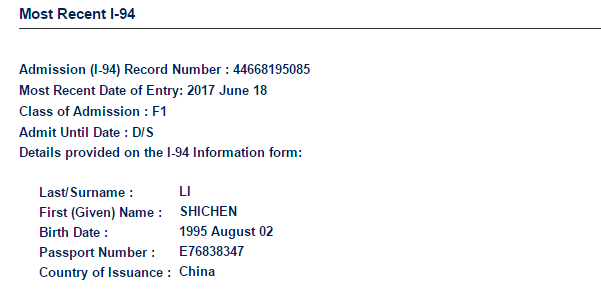 Most Recent I-94
Admission (I-94) Record Number : 44668195085
Most Recent Date of Entry: 2017 June 18
Class of Admission : F1
Admit Until Date : D/S
Details provided on the I-94 Information form:
Last/Surname : LI
First (Given) Name : SHICHEN
Birth Date : 1995 August 02
Passport Number : E76838347
Country of Issuance : China